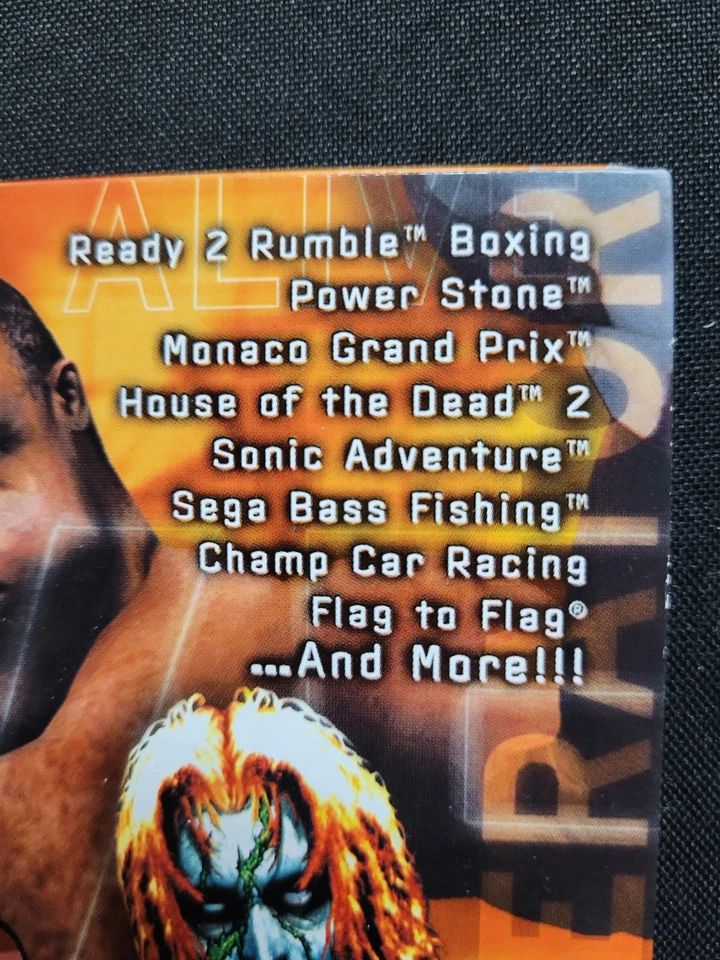 ALIVE
Ready 2 Rumble™ Boxing
Power Stone™
Monaco Grand Prix™
House of the Dead™ 2
Sonic Adventure™
Sega Bass Fishing™
Champ Car Racing
Flag to Flag®
...And More!!!